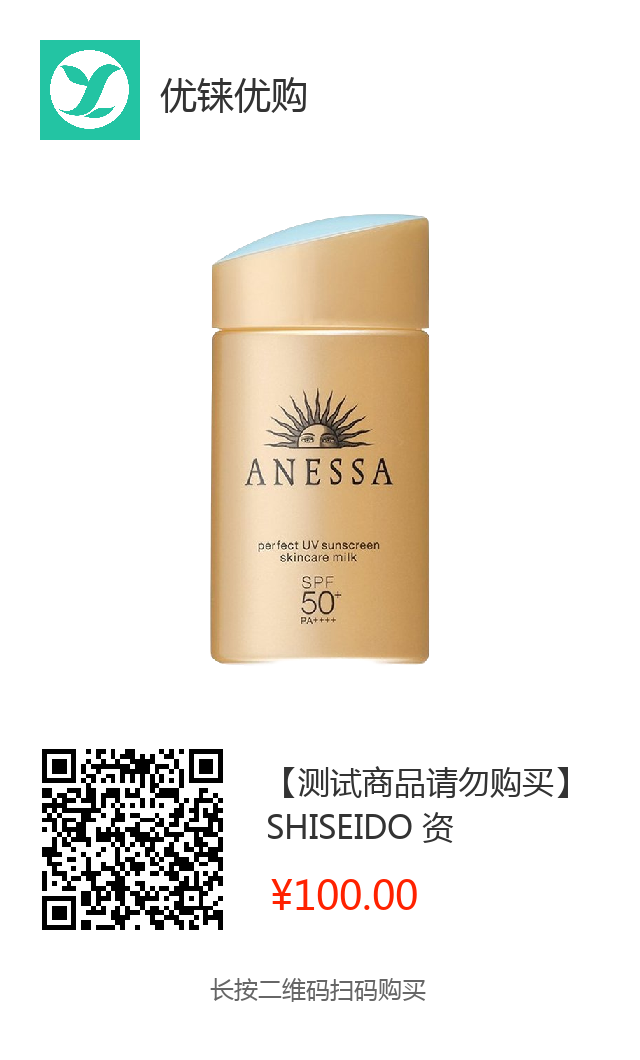 优铼优购
ANESSA
perfect UV sunscreen
skincare milk
SPF
50+
PA++++
【测试商品请勿购买】
SHISEIDO 资
¥100.00
长按二维码扫码购买